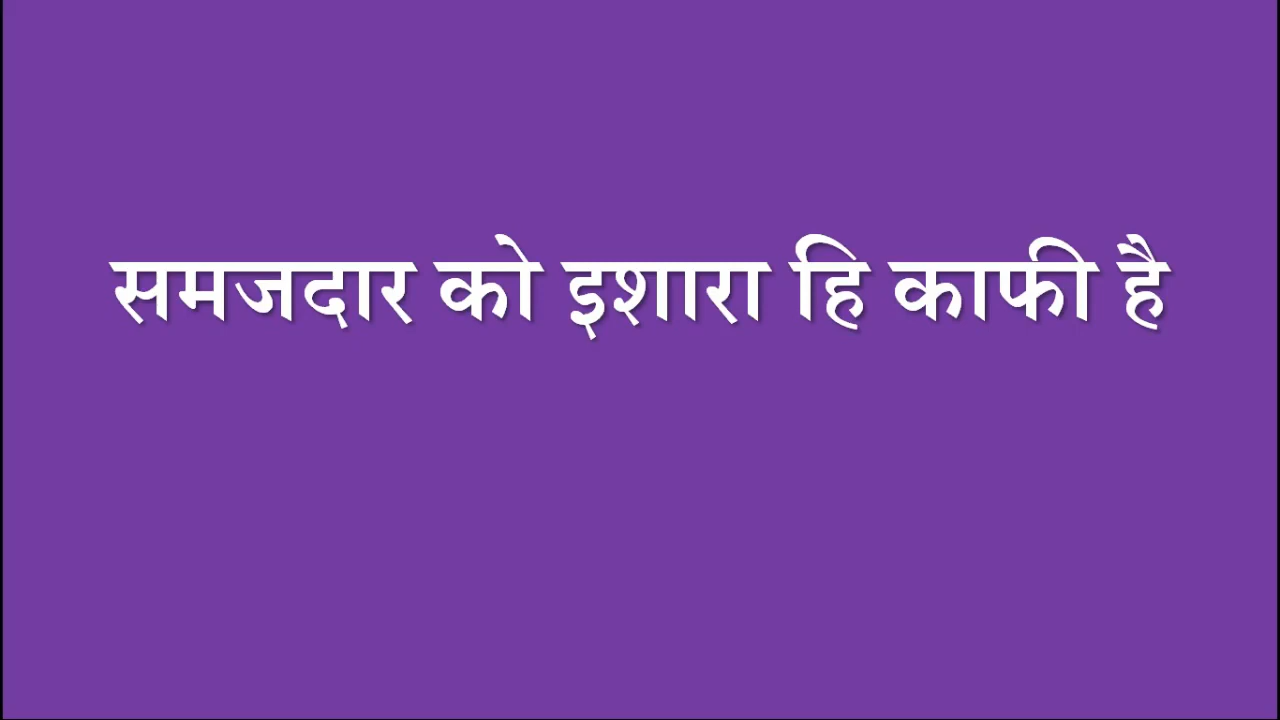 समजदार को इशारा हि काफी है